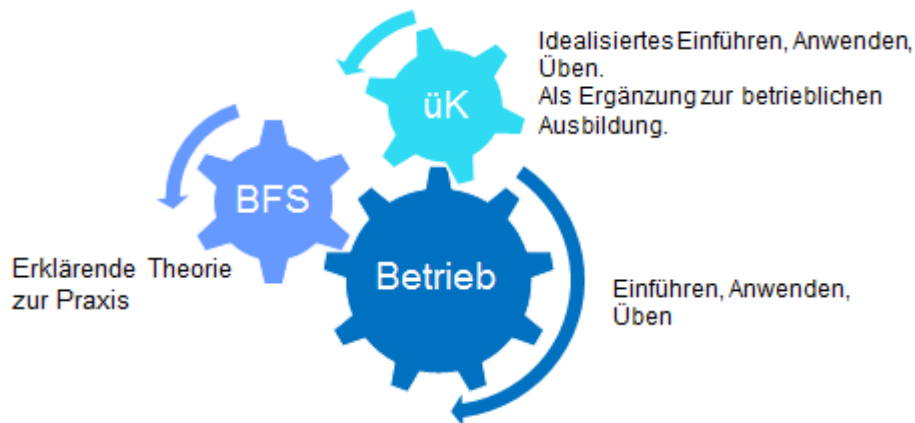 Idealisiertes Einführen, Anwenden,
Üben.
Als Ergänzung zur betrieblichen
Ausbildung.
üK
BFS
Betrieb
Erklärende Theorie
zur Praxis
Einführen, Anwenden,
Üben